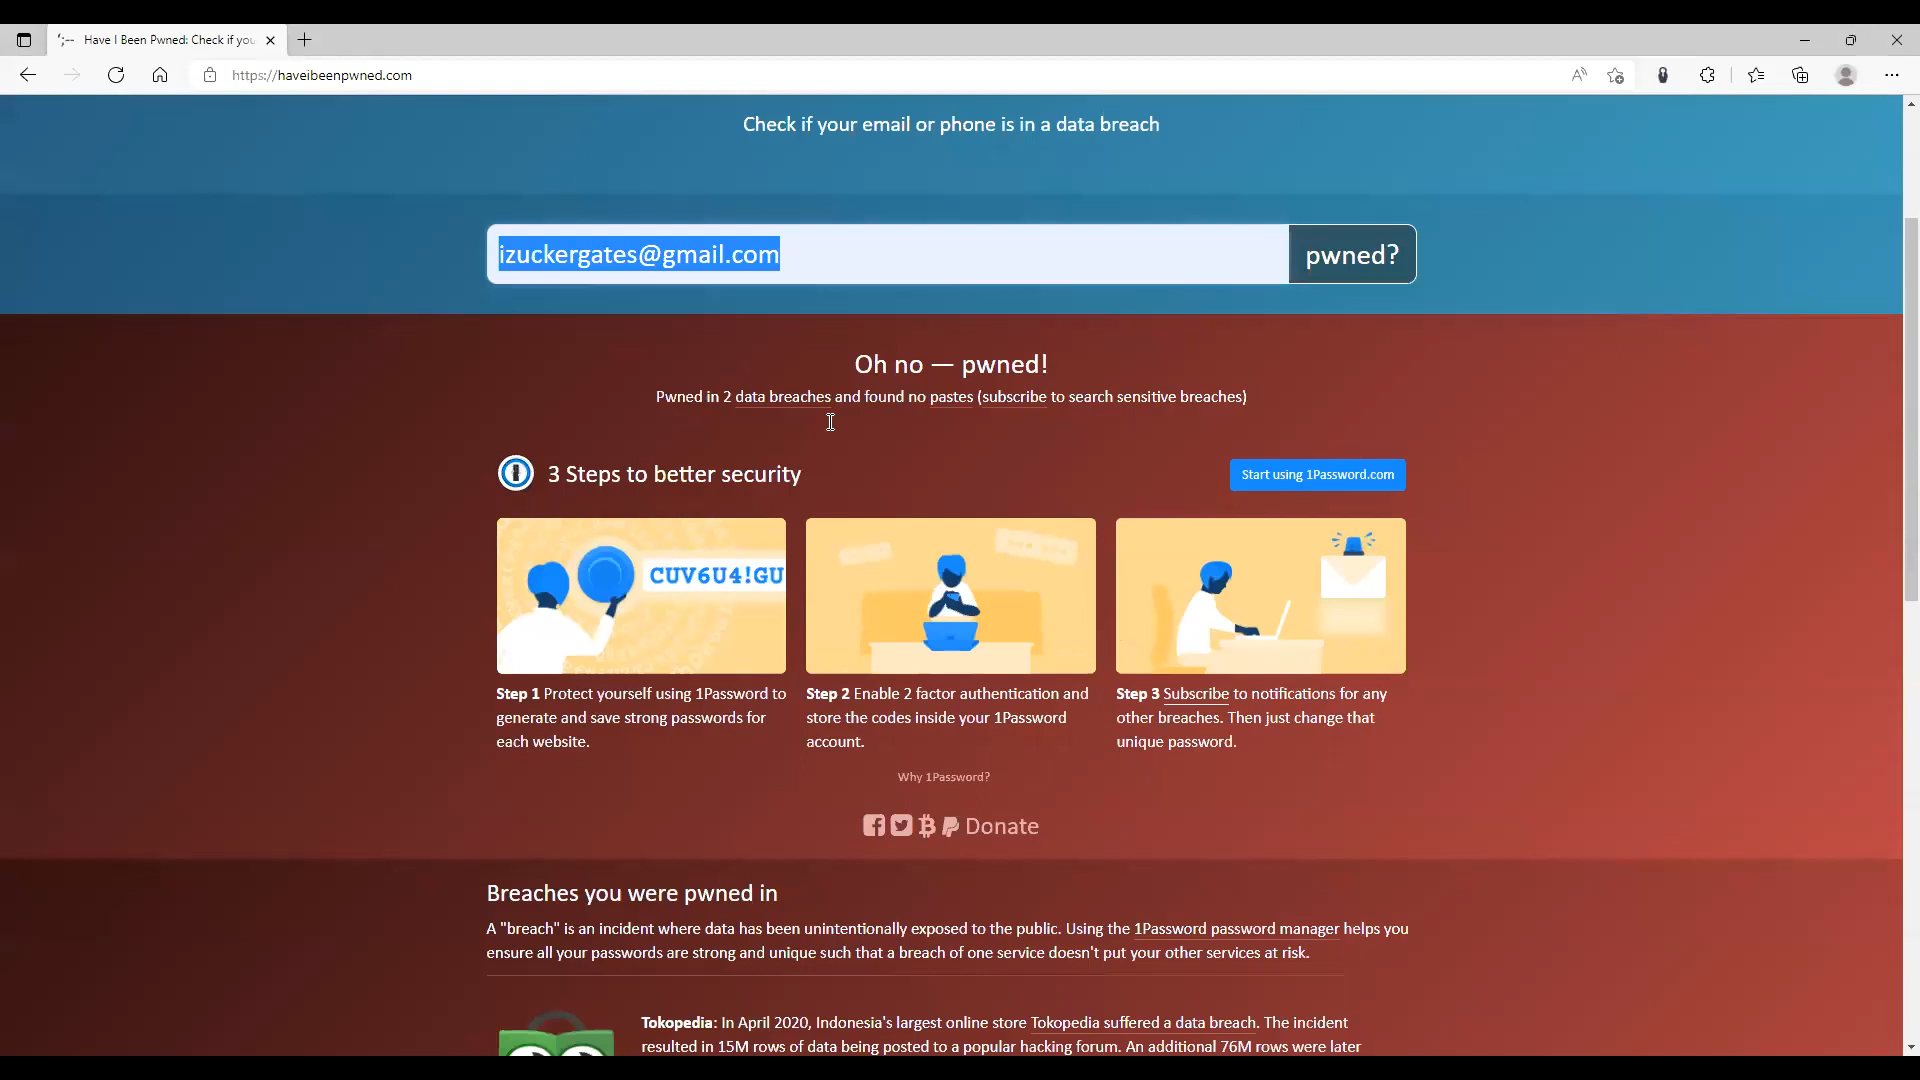 Have I Been Pwned: Check if you
https://haveibeenpwned.com
Check if your email or phone is in a data breach
izuckergates@gmail.com
pwned?
Oh no — pwned!
Pwned in 2 data breaches and found no pastes (subscribe to search sensitive breaches)
3 Steps to better security
Start using 1Password.com
CUV6U4!GU
Step 1 Protect yourself using 1Password to
generate and save strong passwords for
each website.
Step 2 Enable 2 factor authentication and
store the codes inside your 1Password
account.
Step 3 Subscribe to notifications for any
other breaches. Then just change that
unique password.
Why 1Password?
Donate
Breaches you were pwned in
A "breach" is an incident where data has been unintentionally exposed to the public. Using the 1Password password manager helps you
ensure all your passwords are strong and unique such that a breach of one service doesn't put your other services at risk.
Tokopedia: In April 2020, Indonesia's largest online store Tokopedia suffered a data breach. The incident
resulted in 15M rows of data being posted to a popular hacking forum. An additional 76M rows were later